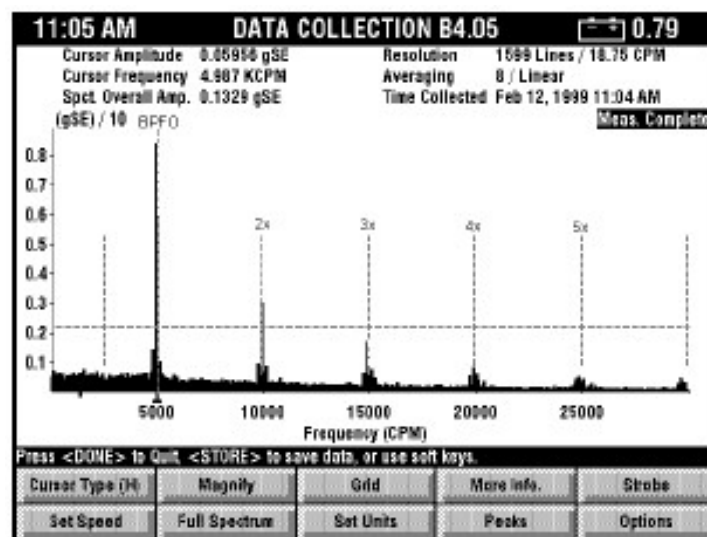 11:05 AM DATA COLLECTION B4.05 0.79
Cursor Amplitude 0.05956 gSE Resolution 1599 Lines / 18.75 CPM
Cursor Frequency 4.987 KCPM Averaging 8 / Linear
Spct. Overall Amp. 0.1329 gSE Time Collected Feb 12, 1999 11:04 AM
(gSE) / 10 BPFO Meas. Complete
0.8
0.7
0.6
2x 3x 4x 5x
0.5
0.4
0.3
0.2
0.1
5000 10000 15000 20000 25000
Frequency (CPM)
Press <DONE> to Quit, <STORE> to save data, or use soft keys.
Cursor Type (H) Magnify Grid More Info. Strobe
Set Speed Full Spectrum Set Units Peaks Options